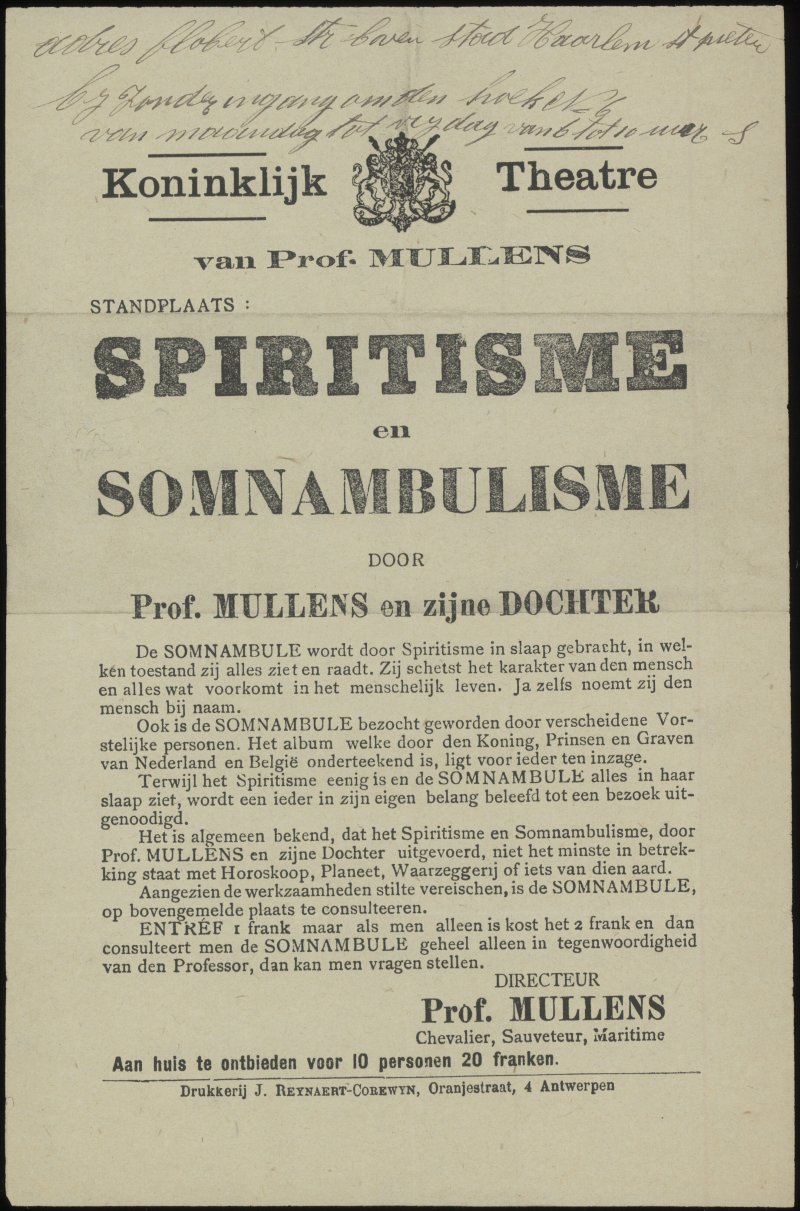 adres flobert str boven stad Haarlem st pieter
bij Zonder ingang om den hoek N
van maandag tot vrijdag van 6 tot 10 uur
Koninklijk Theatre
van Prof. MULLENS
STANDPLAATS :
SPIRITISME
en
SOMNAMBULISME
DOOR
Prof. MULLENS en zijne DOCHTER
De SOMNAMBULE wordt door Spiritisme in slaap gebracht, in wel-
ken toestand zij alles ziet en raadt. Zij schetst het karakter van den mensch
en alles wat voorkomt in het menschelijk leven. Ja zelfs noemt zij den
mensch bij naam.
Ook is de SOMNAMBULE bezocht geworden door verscheidene Vor-
stelijke personen. Het album welke door den Koning, Prinsen en Graven
van Nederland en België onderteekend is, ligt voor ieder ten inzage.
Terwijl het Spiritisme eenig is en de SOMNAMBULE alles in haar
slaap ziet, wordt een ieder in zijn eigen belang beleefd tot een bezoek uit-
genoodigd.
Het is algemeen bekend, dat het Spiritisme en Somnambulisme, door
Prof. MULLENS en zijne Dochter uitgevoerd, niet het minste in betrek-
king staat met Horoskoop, Planeet, Waarzeggerij of iets van dien aard.
Aangezien de werkzaamheden stilte vereischen, is de SOMNAMBULE,
op bovengemelde plaats te consulteeren.
ENTRÉF 1 frank maar als men alleen is kost het 2 frank en dan
consulteert men de SOMNAMBULE geheel alleen in tegenwoordigheid
van den Professor, dan kan men vragen stellen.
DIRECTEUR
Prof. MULLENS
Chevalier, Sauveteur, Maritime
Aan huis te ontbieden voor 10 personen 20 franken.
Drukkerij J. REYNAERT-COREWYN, Oranjestraat, 4 Antwerpen